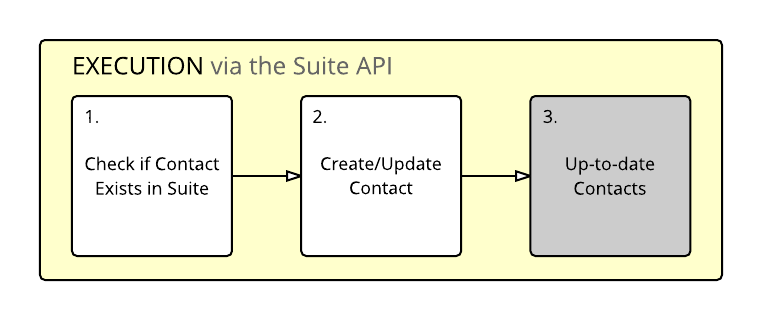 EXECUTION via the Suite API
1.
Check if Contact
Exists in Suite
2.
Create/Update
Contact
3.
Up-to-date
Contacts